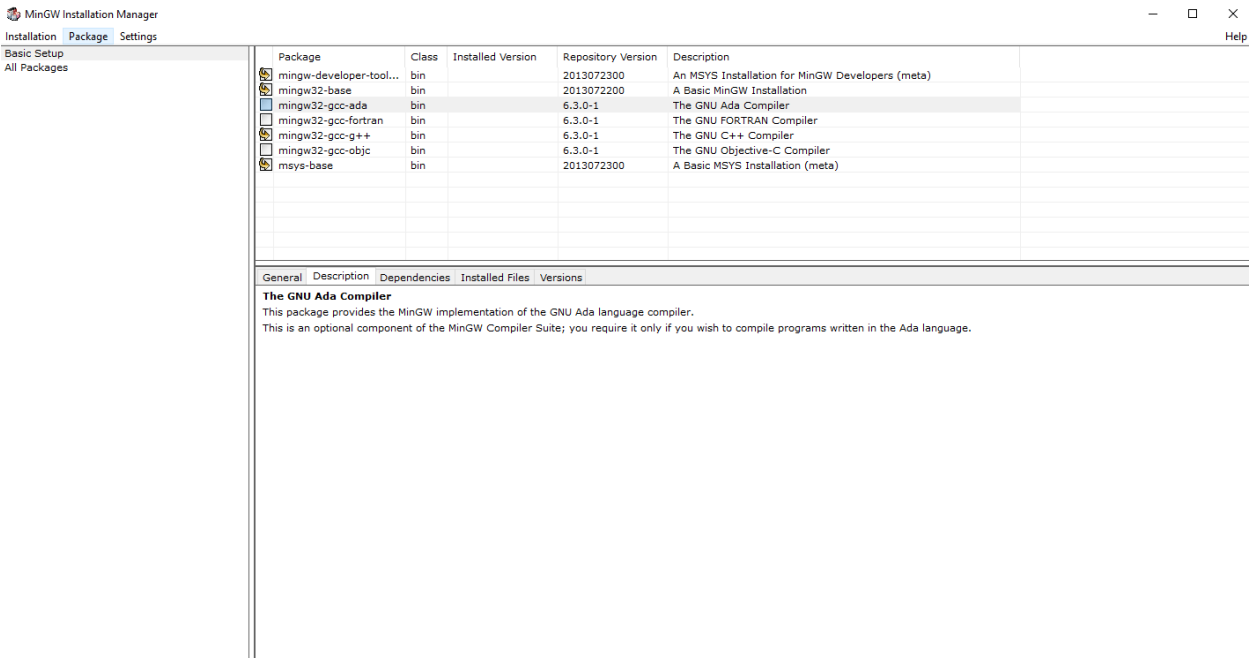 MinGW Installation Manager
Installation Package Settings Help
Basic Setup
All Packages
Package Class Installed Version Repository Version Description
mingw-developer-tool... bin 2013072300 An MSYS Installation for MinGW Developers (meta)
mingw32-base bin 2013072200 A Basic MinGW Installation
mingw32-gcc-ada bin 6.3.0-1 The GNU Ada Compiler
mingw32-gcc-fortran bin 6.3.0-1 The GNU FORTRAN Compiler
mingw32-gcc-g++ bin 6.3.0-1 The GNU C++ Compiler
mingw32-gcc-objc bin 6.3.0-1 The GNU Objective-C Compiler
msys-base bin 2013072300 A Basic MSYS Installation (meta)
General Description Dependencies Installed Files Versions
The GNU Ada Compiler
This package provides the MinGW implementation of the GNU Ada language compiler.
This is an optional component of the MinGW Compiler Suite; you require it only if you wish to compile programs written in the Ada language.